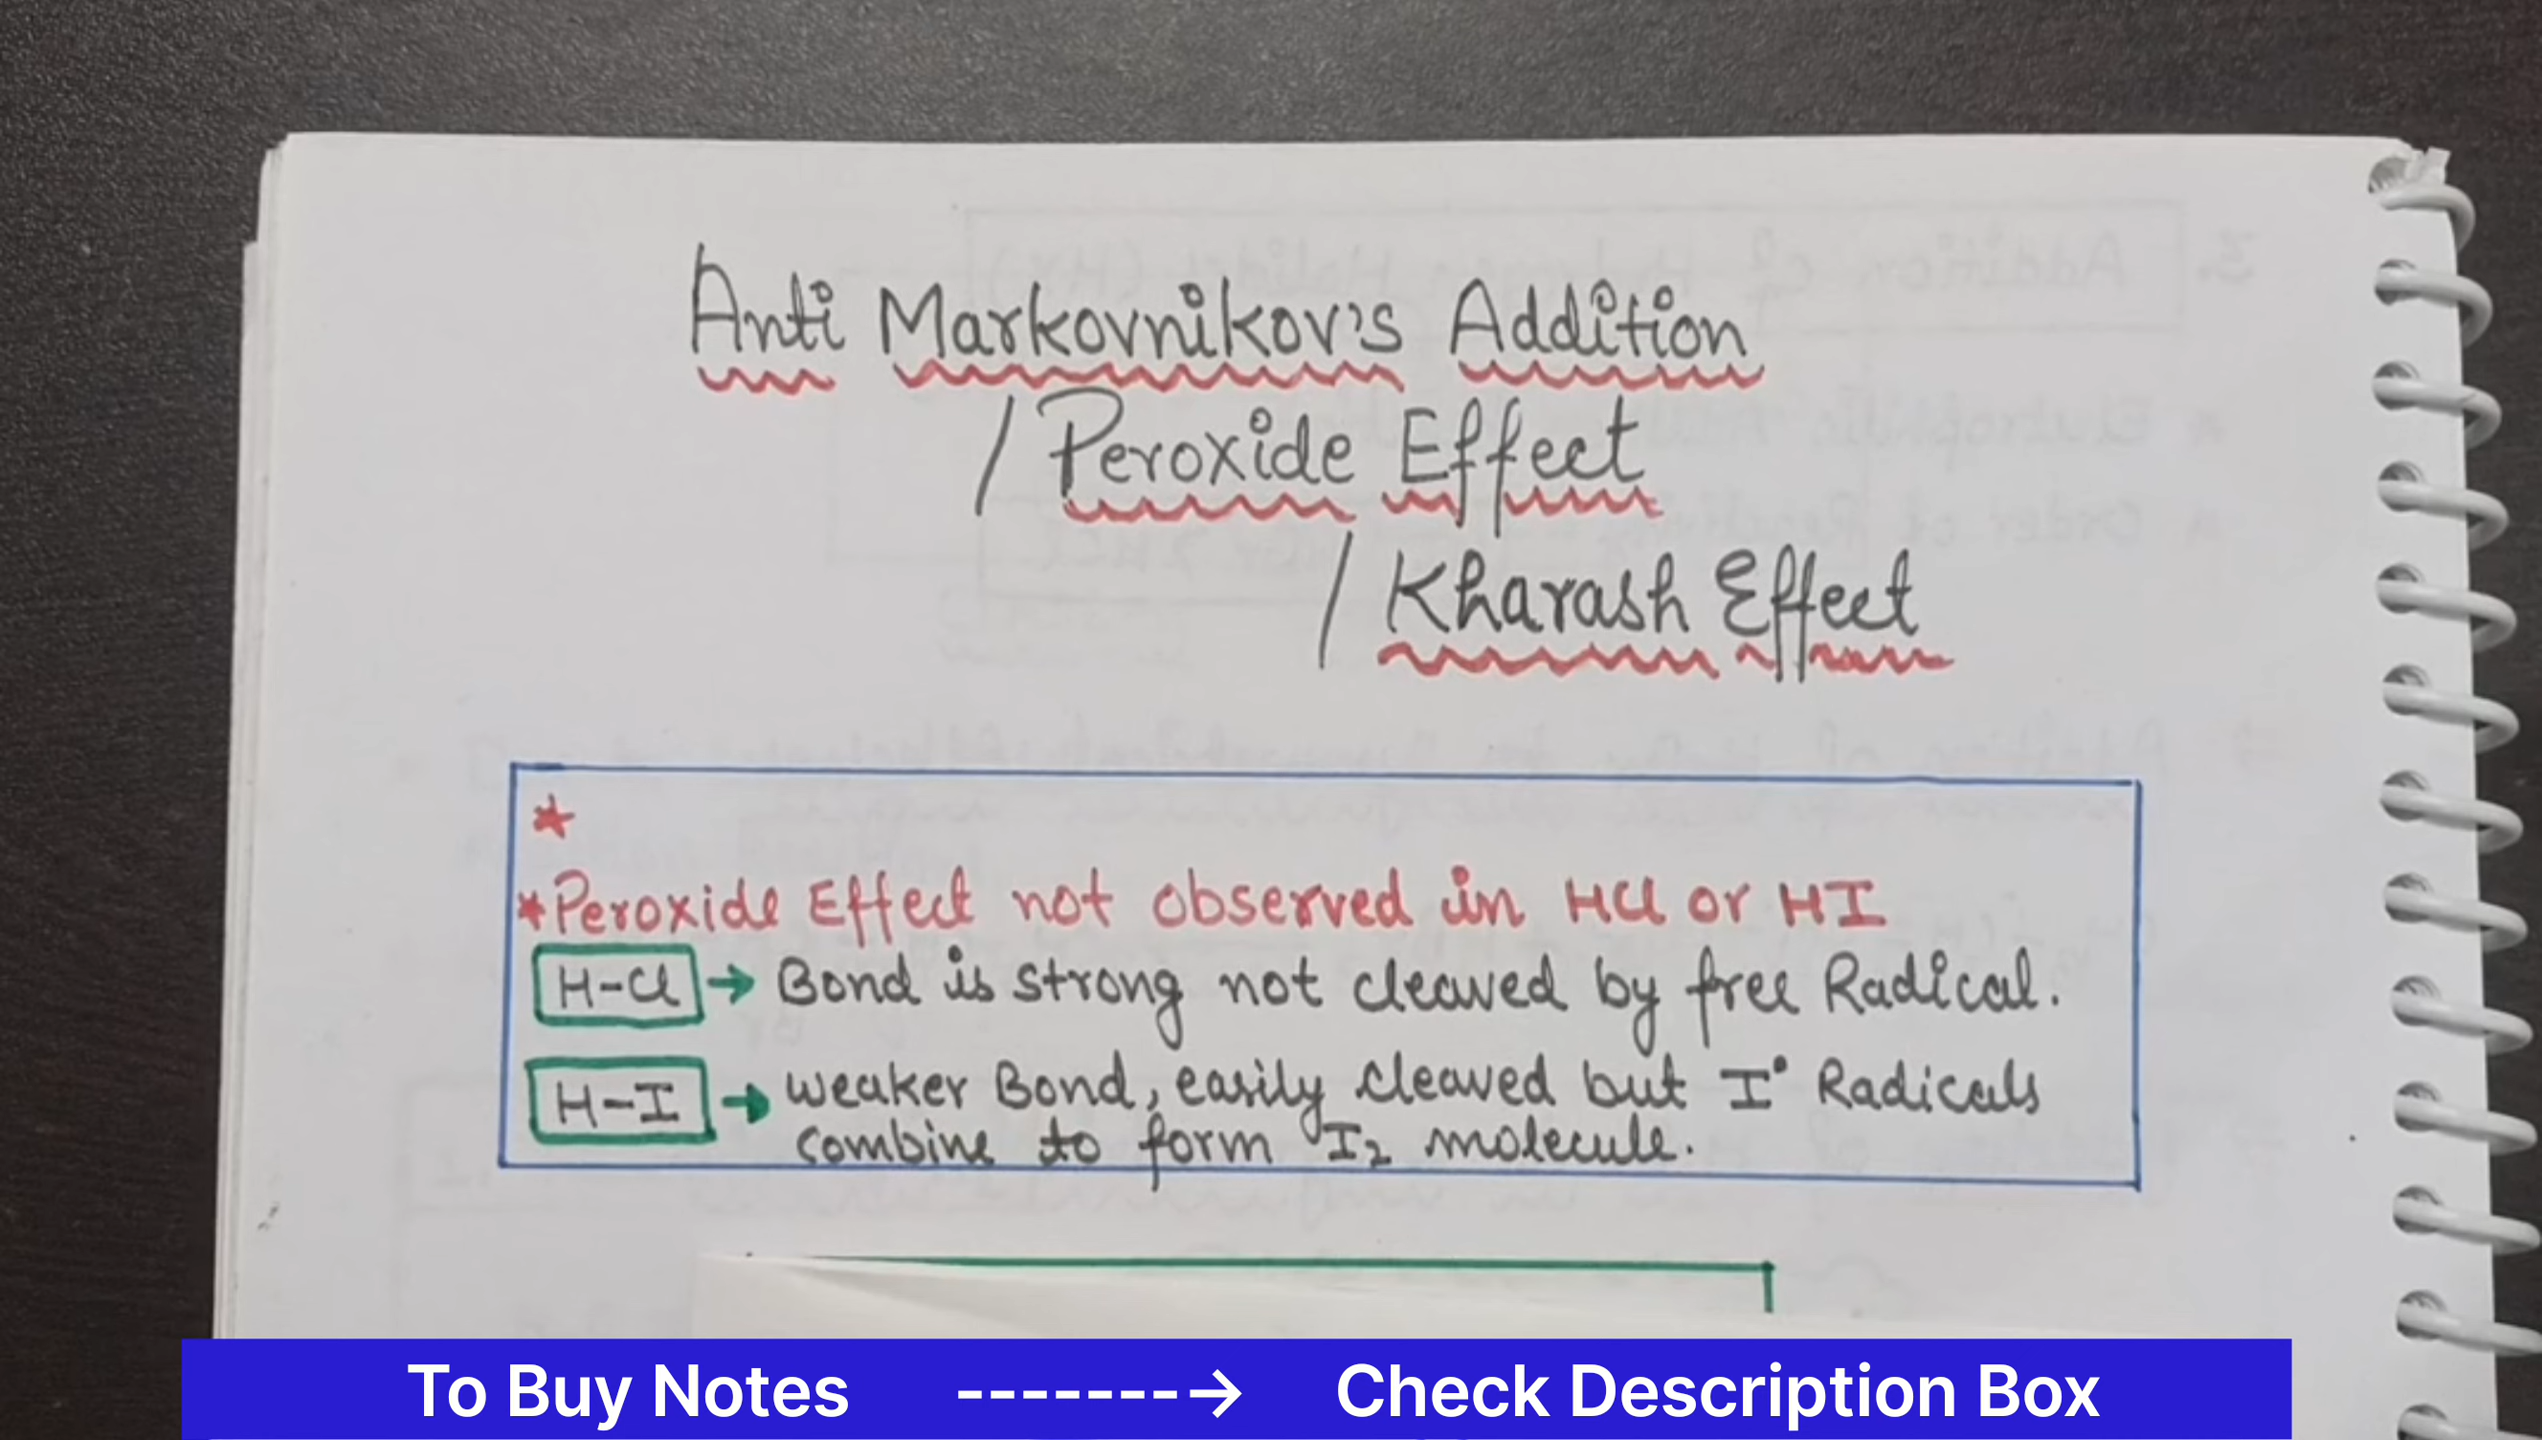 Anti Markovnikov's Addition
/ Peroxide Effect
/ Kharash Effect
*
*Peroxide Effect not observed in HCl or HI
H-Cl → Bond is strong not cleaved by free Radical.
H-I → weaker Bond, easily cleaved but I• Radicals
combine to form I₂ molecule.
To Buy Notes -------→ Check Description Box